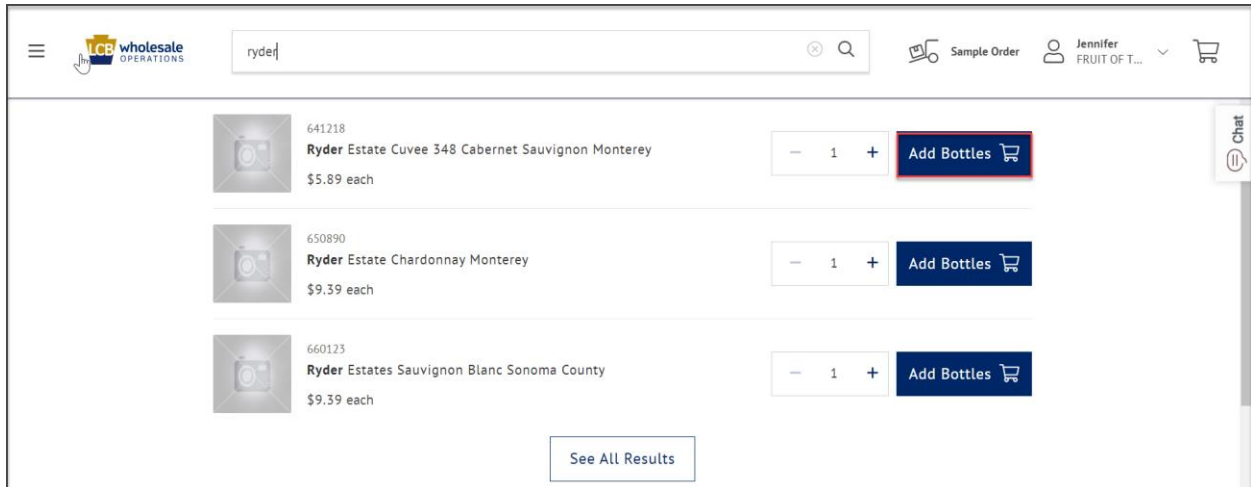 LCB wholesale
OPERATIONS
ryder
Sample Order
Jennifer
FRUIT OF T...
Chat
641218
Ryder Estate Cuvee 348 Cabernet Sauvignon Monterey
$5.89 each
1
Add Bottles
650890
Ryder Estate Chardonnay Monterey
$9.39 each
1
Add Bottles
660123
Ryder Estates Sauvignon Blanc Sonoma County
$9.39 each
1
Add Bottles
See All Results